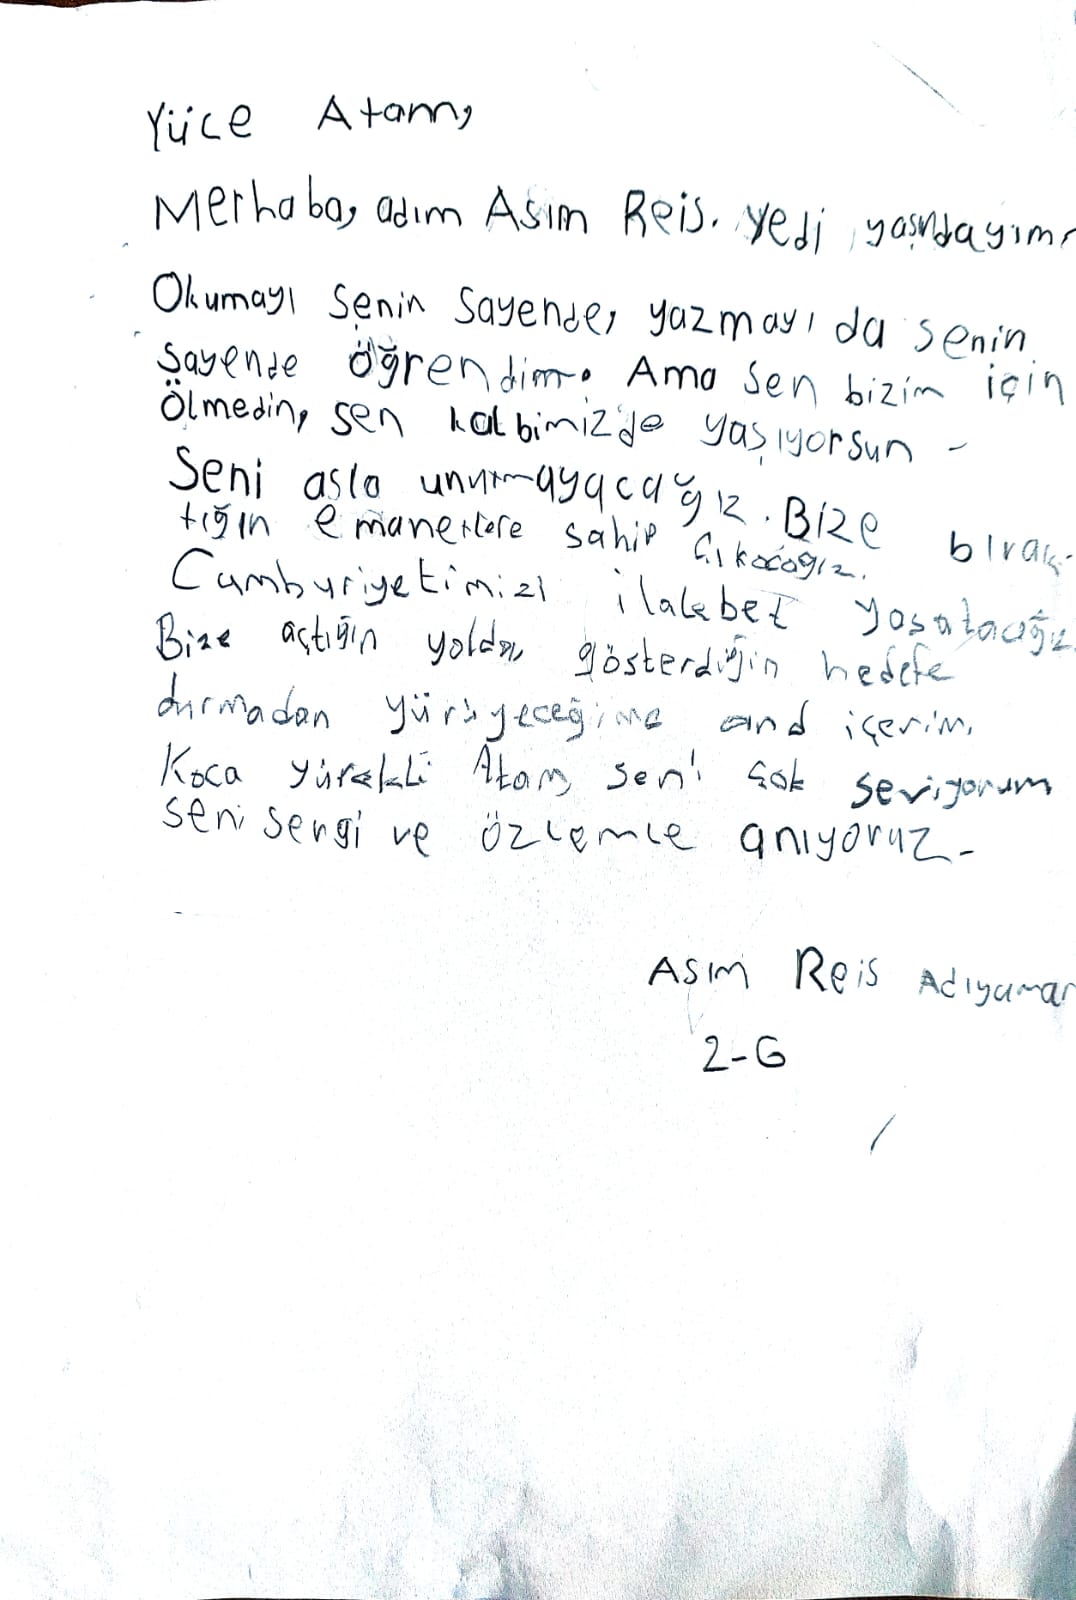 Yüce Atam,
Merhaba, adım Asım Reis. Yedi yaşındayım.
Okumayı senin sayende, yazmayı da senin
sayende öğrendim. Ama sen bizim için
Ölmedin, sen kalbimizde yaşıyorsun -
Seni asla unutmayacağız. Bize bırak-
tığın emanetlere sahip çıkacağız.
Cumhuriyetimizi ilalebet yaşatacağız.
Bize açtığın yolda, gösterdiğin hedefe
durmadan yürüyeceğime and içerim.
Koca yürekli Atam, seni çok seviyorum
seni sevgi ve özlemle anıyoruz-
Asım Reis Adıyaman
2-G